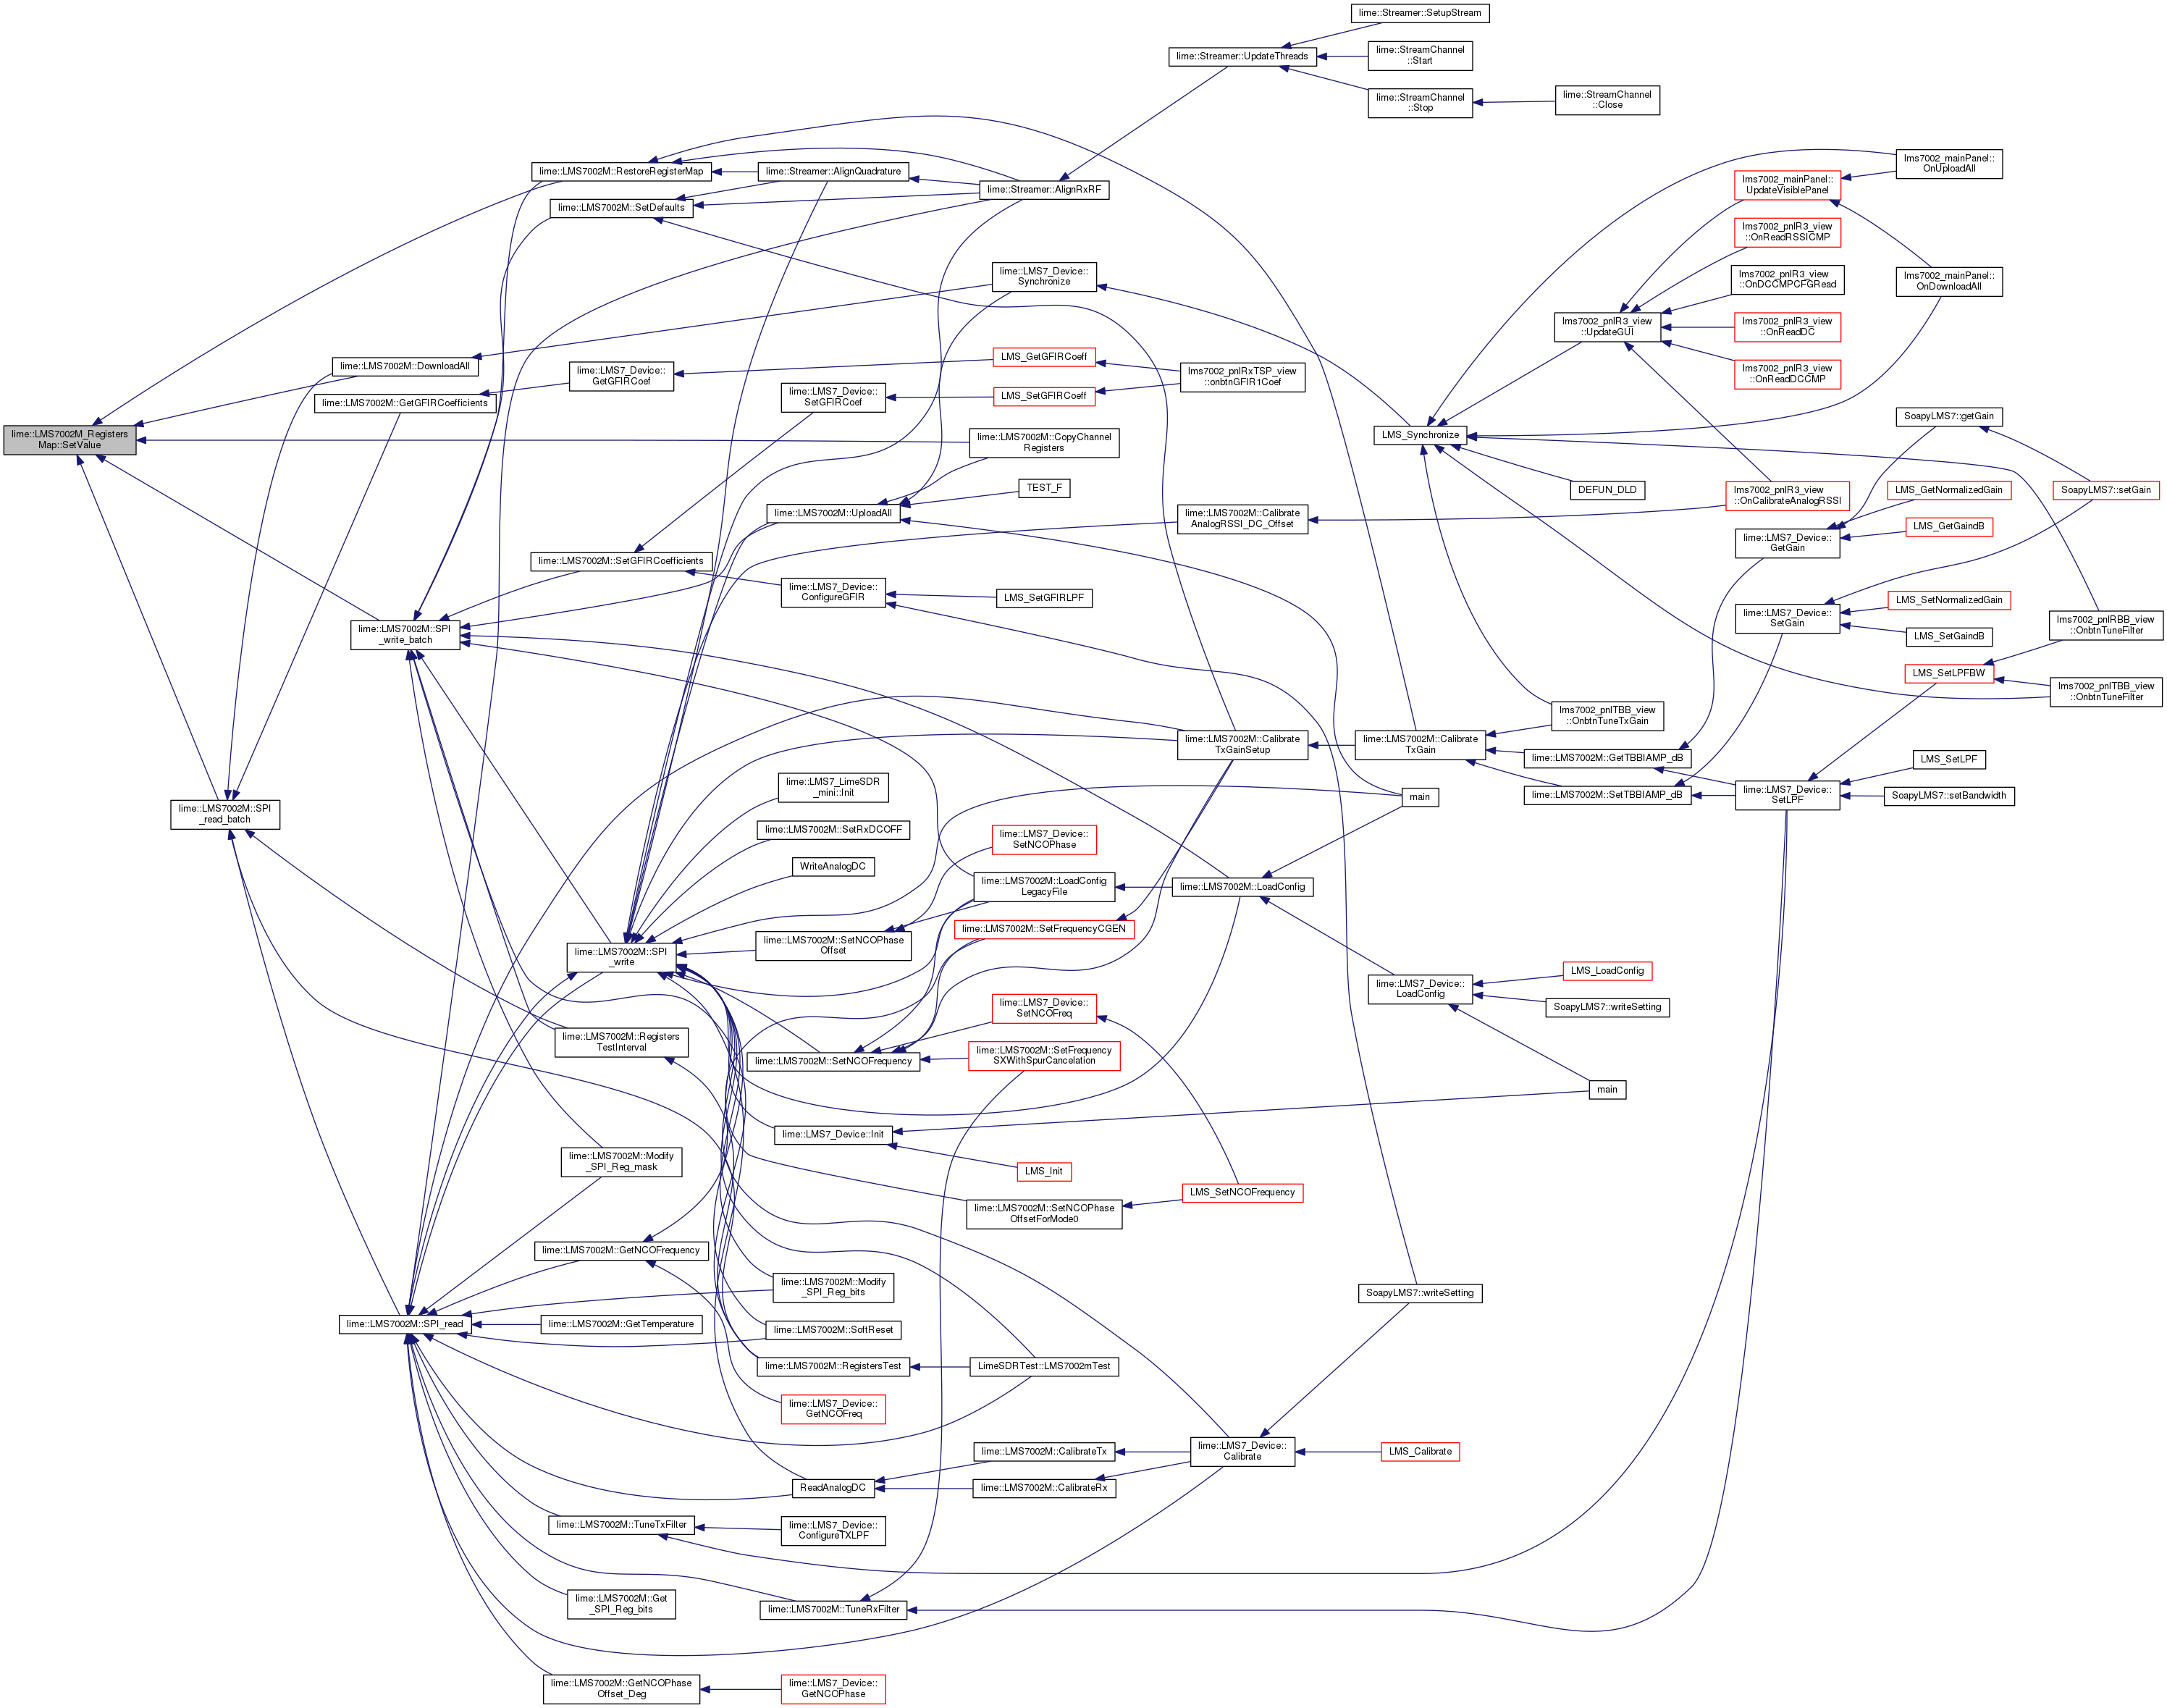 lime::LMS7002M_Registers
Map::SetValue
lime::LMS7002M::SPI
_read_batch
lime::LMS7002M::DownloadAll
lime::LMS7002M::GetGFIRCoefficients
lime::LMS7002M::SPI
_write_batch
lime::LMS7002M::SPI_read
lime::LMS7002M::RestoreRegisterMap
lime::LMS7002M::SetDefaults
lime::LMS7_Device::
GetGFIRCoef
lime::LMS7002M::SetGFIRCoefficients
lime::LMS7002M::SPI
_write
lime::LMS7002M::Registers
TestInterval
lime::LMS7002M::Modify
_SPI_Reg_mask
lime::LMS7002M::GetNCOFrequency
lime::LMS7002M::GetTemperature
lime::LMS7002M::TuneTxFilter
lime::LMS7002M::Get
_SPI_Reg_bits
lime::LMS7002M::GetNCOPhase
Offset_Deg
lime::Streamer::AlignQuadrature
lime::LMS7_Device::
SetGFIRCoef
lime::LMS7002M::UploadAll
lime::LMS7_Device::
ConfigureGFIR
lime::LMS7_LimeSDR
_mini::Init
lime::LMS7002M::SetRxDCOFF
WriteAnalogDC
lime::LMS7002M::SetNCOPhase
Offset
lime::LMS7002M::SetNCOFrequency
lime::LMS7_Device::Init
lime::LMS7002M::Modify
_SPI_Reg_bits
lime::LMS7002M::SoftReset
lime::LMS7002M::RegistersTest
lime::LMS7_Device::
GetNCOFreq
ReadAnalogDC
lime::LMS7_Device::
ConfigureTXLPF
lime::LMS7002M::TuneRxFilter
lime::LMS7_Device::
GetNCOPhase
lime::Streamer::AlignRxRF
lime::LMS7_Device::
Synchronize
LMS_GetGFIRCoeff
LMS_SetGFIRCoeff
lime::LMS7002M::CopyChannel
Registers
TEST_F
LMS_SetGFIRLPF
lime::LMS7_Device::
SetNCOPhase
lime::LMS7002M::LoadConfig
LegacyFile
lime::LMS7002M::SetFrequencyCGEN
lime::LMS7_Device::
SetNCOFreq
lime::LMS7002M::SetFrequency
SXWithSpurCancelation
LMS_Init
lime::LMS7002M::SetNCOPhase
OffsetForMode0
LimeSDRTest::LMS7002mTest
lime::LMS7002M::CalibrateTx
lime::LMS7002M::CalibrateRx
lime::Streamer::UpdateThreads
lms7002_pnlRxTSP_view
::onbtnGFIR1Coef
lime::LMS7002M::Calibrate
AnalogRSSI_DC_Offset
lime::LMS7002M::Calibrate
TxGainSetup
lime::LMS7002M::LoadConfig
LMS_SetNCOFrequency
lime::LMS7_Device::
Calibrate
lime::Streamer::SetupStream
lime::StreamChannel
::Start
lime::StreamChannel
::Stop
LMS_Synchronize
lime::LMS7002M::Calibrate
TxGain
main
lime::LMS7_Device::
LoadConfig
SoapyLMS7::writeSetting
LMS_Calibrate
lime::StreamChannel
::Close
lms7002_pnlR3_view
::UpdateGUI
DEFUN_DLD
lms7002_pnlTBB_view
::OnbtnTuneTxGain
lime::LMS7002M::GetTBBIAMP_dB
lime::LMS7002M::SetTBBIAMP_dB
LMS_LoadConfig
SoapyLMS7::writeSetting
main
lms7002_mainPanel::
UpdateVisiblePanel
lms7002_pnlR3_view
::OnReadRSSICMP
lms7002_pnlR3_view
::OnDCCMPCFGRead
lms7002_pnlR3_view
::OnReadDC
lms7002_pnlR3_view
::OnReadDCCMP
lms7002_pnlR3_view
::OnCalibrateAnalogRSSI
lime::LMS7_Device::
GetGain
lime::LMS7_Device::
SetGain
lime::LMS7_Device::
SetLPF
lms7002_mainPanel::
OnUploadAll
lms7002_mainPanel::
OnDownloadAll
SoapyLMS7::getGain
LMS_GetNormalizedGain
LMS_GetGaindB
LMS_SetNormalizedGain
LMS_SetGaindB
LMS_SetLPFBW
LMS_SetLPF
SoapyLMS7::setBandwidth
SoapyLMS7::setGain
lms7002_pnlRBB_view
::OnbtnTuneFilter
lms7002_pnlTBB_view
::OnbtnTuneFilter